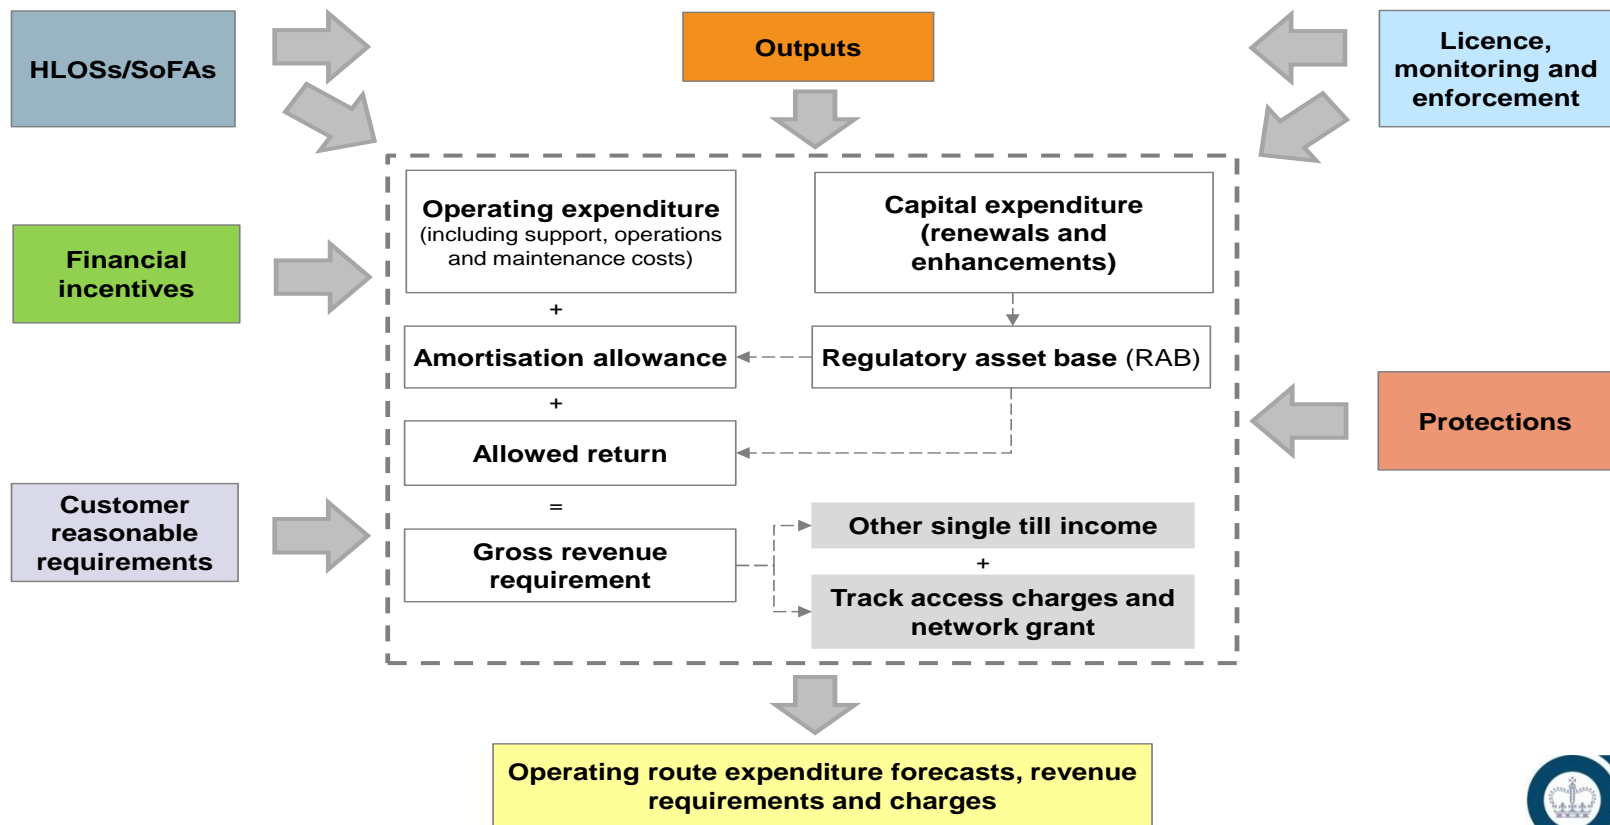 HLOSs/SoFAs
Outputs
Licence,
monitoring and
enforcement
Operating expenditure
(including support, operations
and maintenance costs)
Capital expenditure
(renewals and
enhancements)
Financial
incentives
+
Amortisation allowance
Regulatory asset base (RAB)
+
Allowed return
Protections
=
Customer
reasonable
requirements
Gross revenue
requirement
Other single till income
+
Track access charges and
network grant
Operating route expenditure forecasts, revenue
requirements and charges